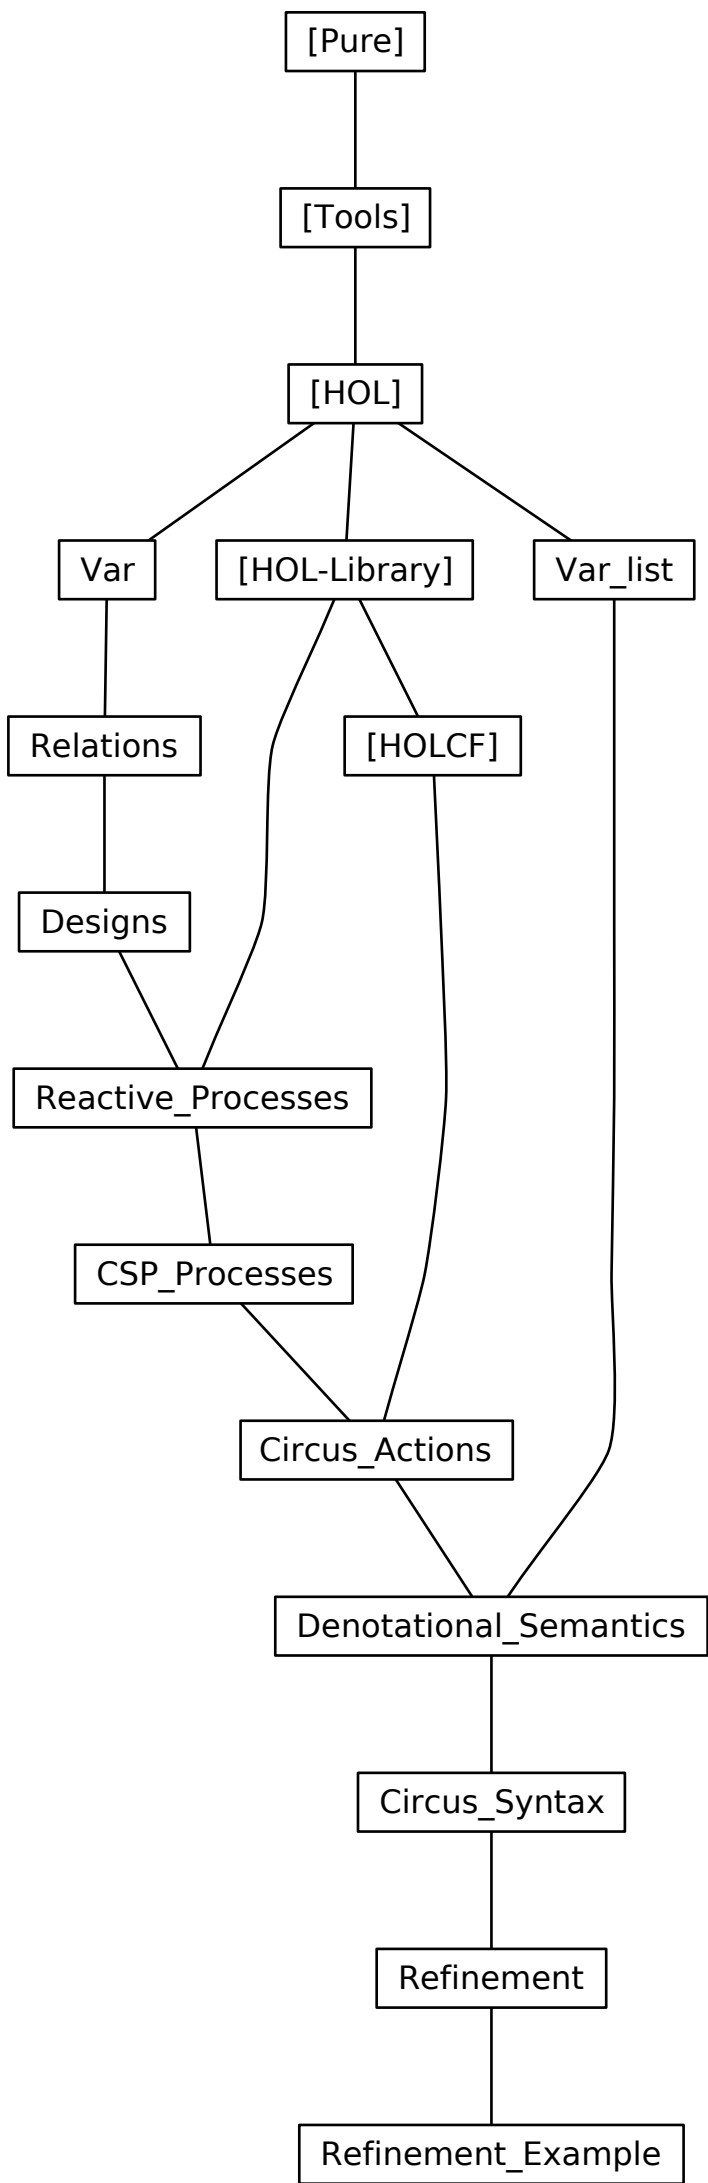 [Pure]
[Tools]
[HOL]
Var
[HOL-Library]
Var_list
Relations
[HOLCF]
Designs
Reactive_Processes
CSP_Processes
Circus_Actions
Denotational_Semantics
Circus_Syntax
Refinement
Refinement_Example